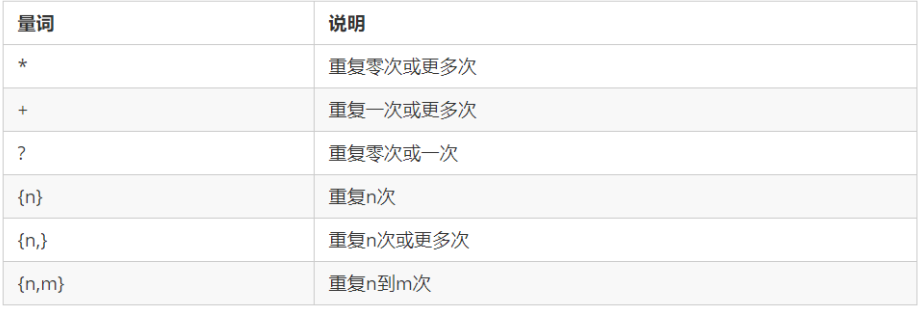 量词 说明
* 重复零次或更多次
+ 重复一次或更多次
? 重复零次或一次
{n} 重复n次
{n,} 重复n次或更多次
{n,m} 重复n到m次